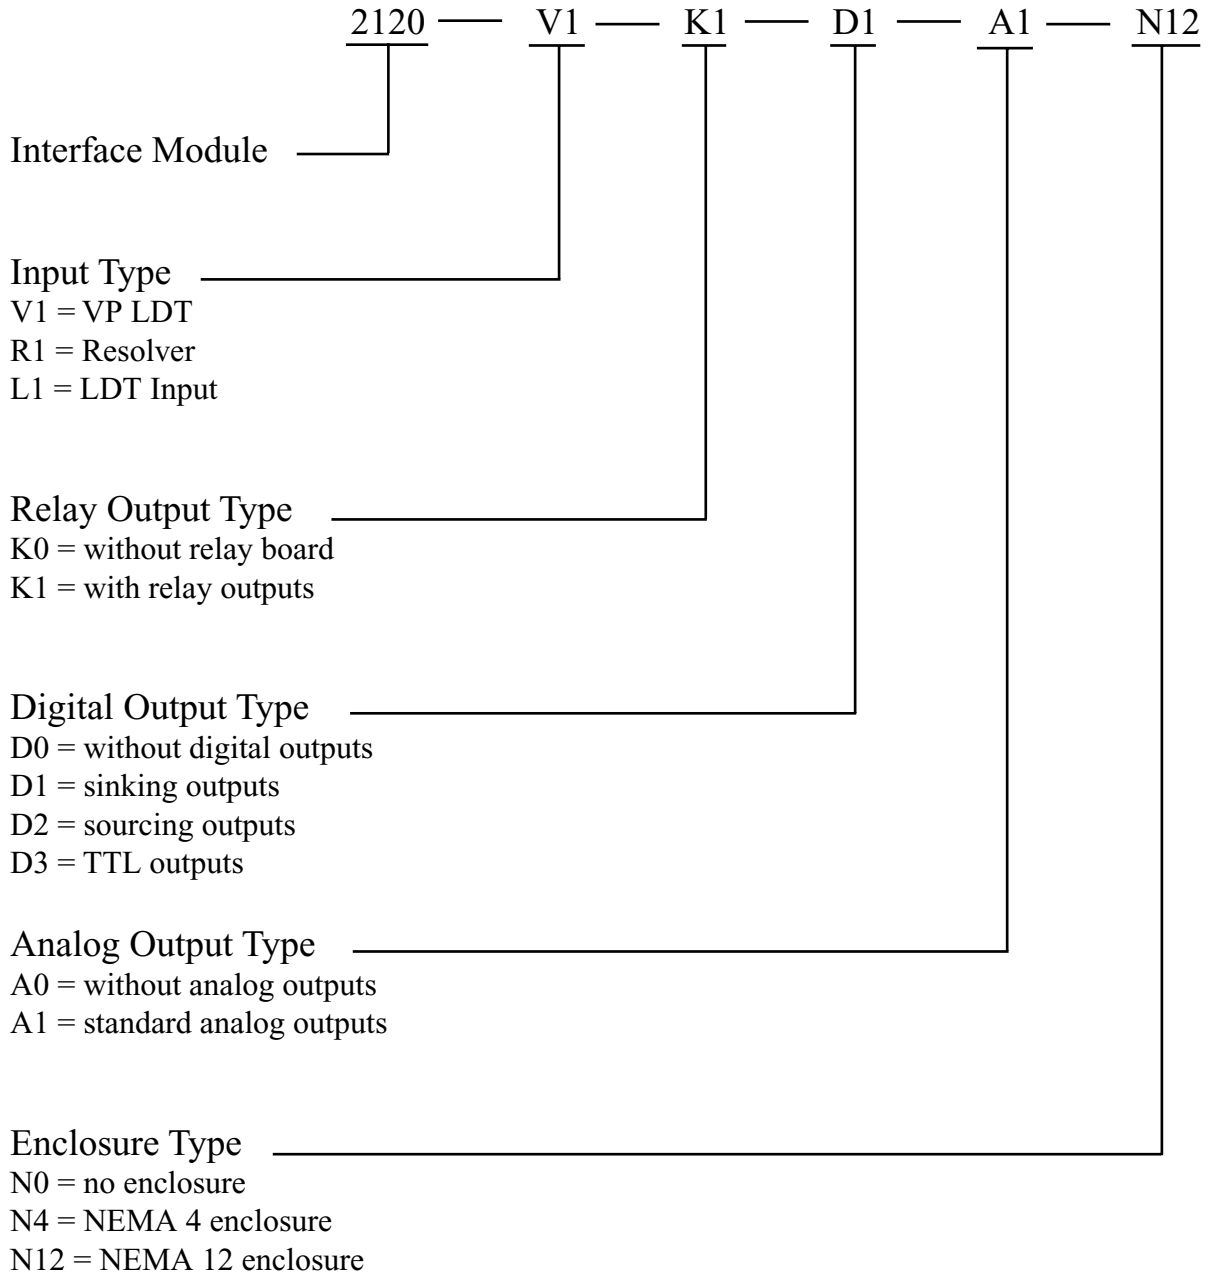 2120 — V1 — K1 — D1 — A1 — N12
Interface Module
Input Type
V1 = VP LDT
R1 = Resolver
L1 = LDT Input
Relay Output Type
K0 = without relay board
K1 = with relay outputs
Digital Output Type
D0 = without digital outputs
D1 = sinking outputs
D2 = sourcing outputs
D3 = TTL outputs
Analog Output Type
A0 = without analog outputs
A1 = standard analog outputs
Enclosure Type
N0 = no enclosure
N4 = NEMA 4 enclosure
N12 = NEMA 12 enclosure